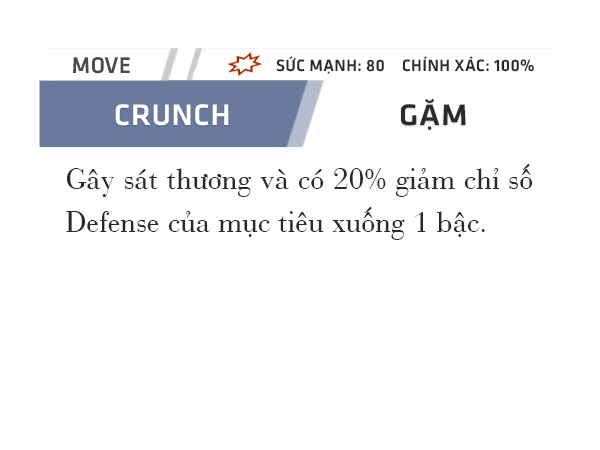 MOVE SỨC MẠNH: 80 CHÍNH XÁC: 100%
CRUNCH GẶM
Gây sát thương và có 20% giảm chỉ số
Defense của mục tiêu xuống 1 bậc.